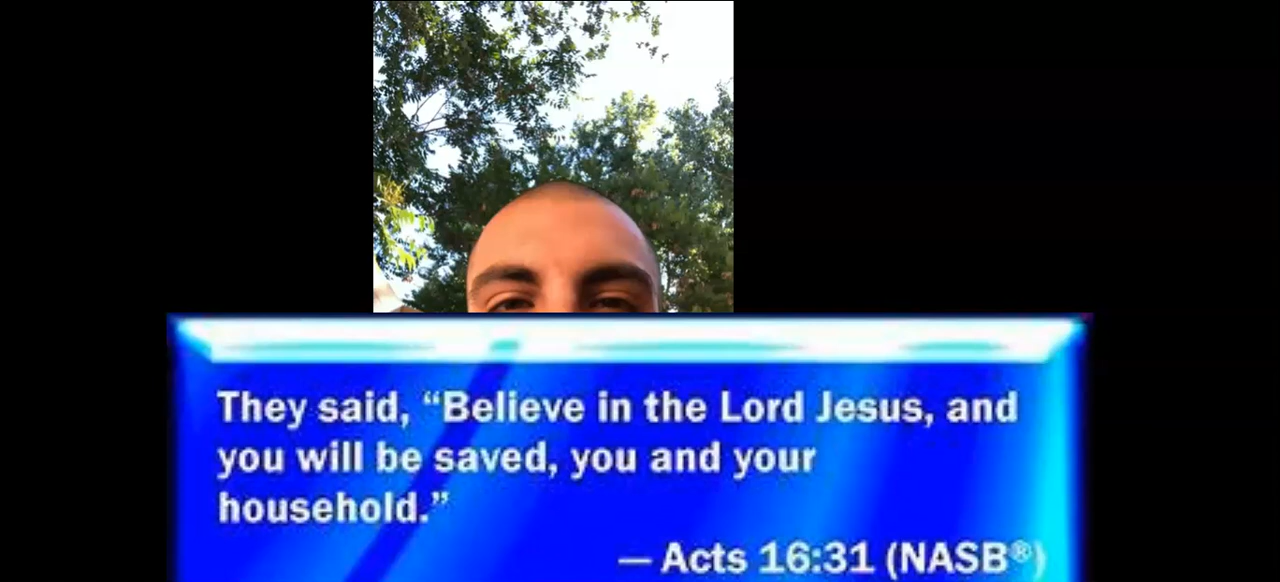 They said, “Believe in the Lord Jesus, and
you will be saved, you and your
household.”
— Acts 16:31 (NASB®)